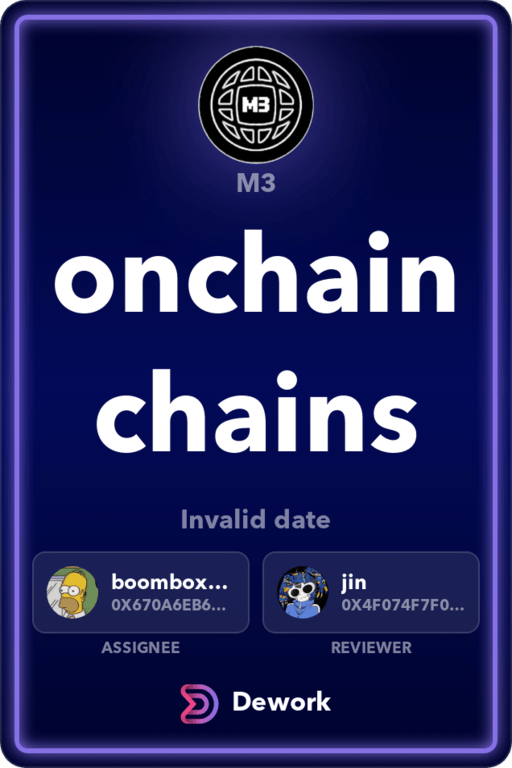 M3
M3
onchain
chains
Invalid date
boombox...
0X670A6EB6...
jin
0X4F074F7F0...
ASSIGNEE
REVIEWER
Dework